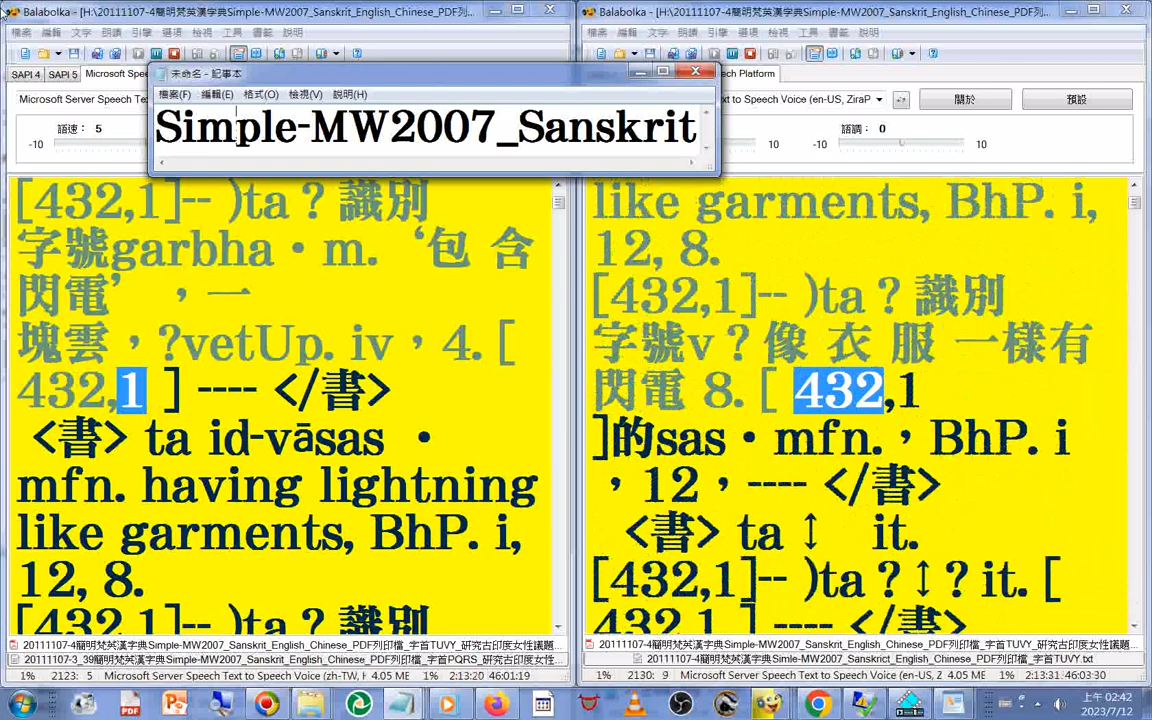 Balabolka - [H:\20111107-4簡明梵英漢字典Simple-MW2007_Sanskrit_English_Chinese_PDF列...
檔案 編輯 文字 朗讀 引擎 選項 檢視 工具 書籤 說明
SAPI 4 SAPI 5 Microsoft Spee
Microsoft Server Speech Text
語速： 5
-10
[432,1]-- )ta？識別
字號garbha・m.‘包 含
閃電’ ，一
塊雲，?vetUp. iv，4. [
432,1 ] ---- </書>
<書> ta id-vāsas ・
mfn. having lightning
like garments, BhP. i,
12, 8.
[432,1]-- )ta？識別
20111107-4簡明梵英漢字典Simple-MW2007_Sanskrit_English_Chinese_PDF列印檔_字首TUVY_研究古印度女性議題...
20111107-3_39簡明梵英漢字典Simple-MW2007_Sanskrit_English_Chinese_PDF列印檔_字首PQRS_研究古印度女性...
1% 2123: 5 Microsoft Server Speech Text to Speech Voice (zh-TW, H 4.05 ME 1% 2:13:20 46:01:19
未命名 - 記事本
檔案(F) 編輯(E) 格式(O) 檢視(V) 說明(H)
Simple-MW2007_Sanskrit
Balabolka - [H:\20111107-4簡明梵英漢字典Simple-MW2007_Sanskrit_English_Chinese_PDF列...
檔案 編輯 文字 朗讀 引擎 選項 檢視 工具 書籤 說明
ech Platform
t to Speech Voice (en-US, ZiraP 關於 預設
語調： 0
10 -10 10
like garments, BhP. i,
12, 8.
[432,1]-- )ta？識別
字號v？像 衣 服 一樣有
閃電 8. [ 432,1
]的sas・mfn.，BhP. i
，12，---- </書>
<書> ta ↕ it.
[432,1]-- )ta？↕？it. [
432,1 ] ---- </書>
20111107-4簡明梵英漢字典Simple-MW2007_Sanskrit_English_Chinese_PDF列印檔_字首TUVY_研究古印度女性議題...
20111107-4簡明梵英漢字典Simle-MW2007_Sanskrict_English_Chinese_PDF列印檔_字首TUVY.txt
1% 2130: 9 Microsoft Server Speech Text to Speech Voice (en-US, Z 4.05 ME 1% 2:13:31 46:03:30
上午 02:42
2023/7/12